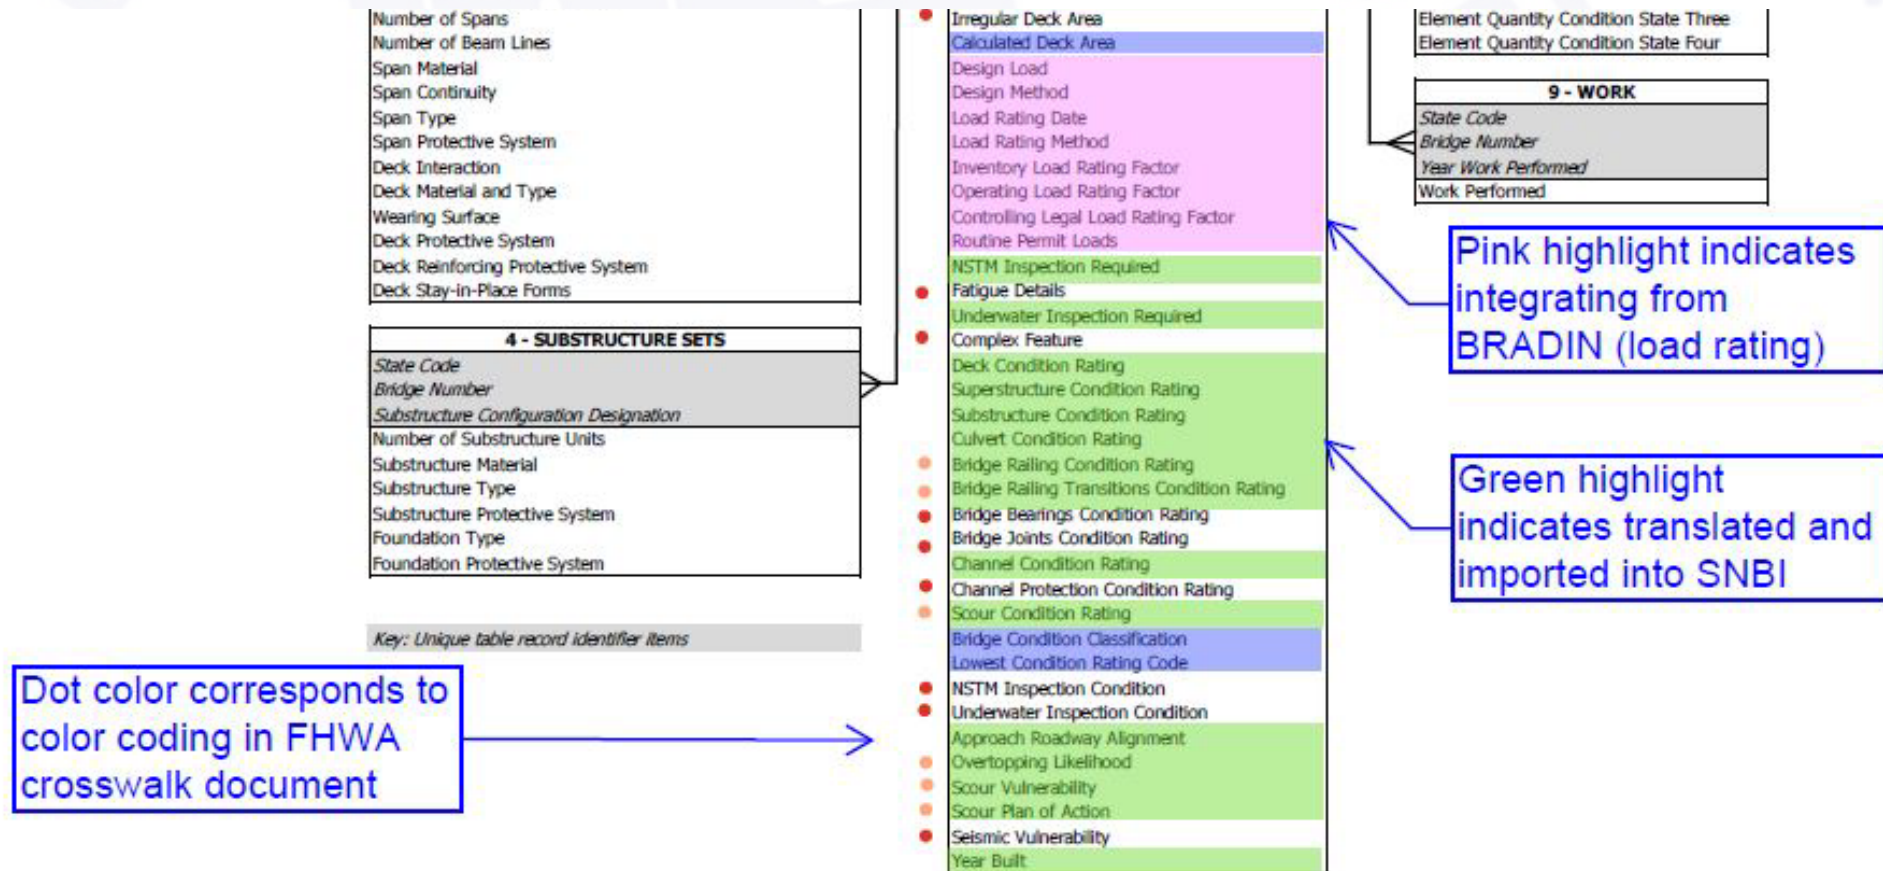 Number of Spans
Number of Beam Lines
Span Material
Span Continuity
Span Type
Span Protective System
Deck Interaction
Deck Material and Type
Wearing Surface
Deck Protective System
Deck Reinforcing Protective System
Deck Stay-in-Place Forms
4 - SUBSTRUCTURE SETS
State Code
Bridge Number
Substructure Configuration Designation
Number of Substructure Units
Substructure Material
Substructure Type
Substructure Protective System
Foundation Type
Foundation Protective System
Key: Unique table record identifier items
Dot color corresponds to
color coding in FHWA
crosswalk document
Irregular Deck Area
Calculated Deck Area
Design Load
Design Method
Load Rating Date
Load Rating Method
Inventory Load Rating Factor
Operating Load Rating Factor
Controlling Legal Load Rating Factor
Routine Permit Loads
NSTM Inspection Required
Fatigue Details
Underwater Inspection Required
Complex Feature
Deck Condition Rating
Superstructure Condition Rating
Substructure Condition Rating
Culvert Condition Rating
Bridge Railing Condition Rating
Bridge Railing Transitions Condition Rating
Bridge Bearings Condition Rating
Bridge Joints Condition Rating
Channel Condition Rating
Channel Protection Condition Rating
Scour Condition Rating
Bridge Condition Classification
Lowest Condition Rating Code
NSTM Inspection Condition
Underwater Inspection Condition
Approach Roadway Alignment
Overtopping Likelihood
Scour Vulnerability
Scour Plan of Action
Seismic Vulnerability
Year Built
Element Quantity Condition State Three
Element Quantity Condition State Four
9 - WORK
State Code
Bridge Number
Year Work Performed
Work Performed
Pink highlight indicates
integrating from
BRADIN (load rating)
Green highlight
indicates translated and
imported into SNBI